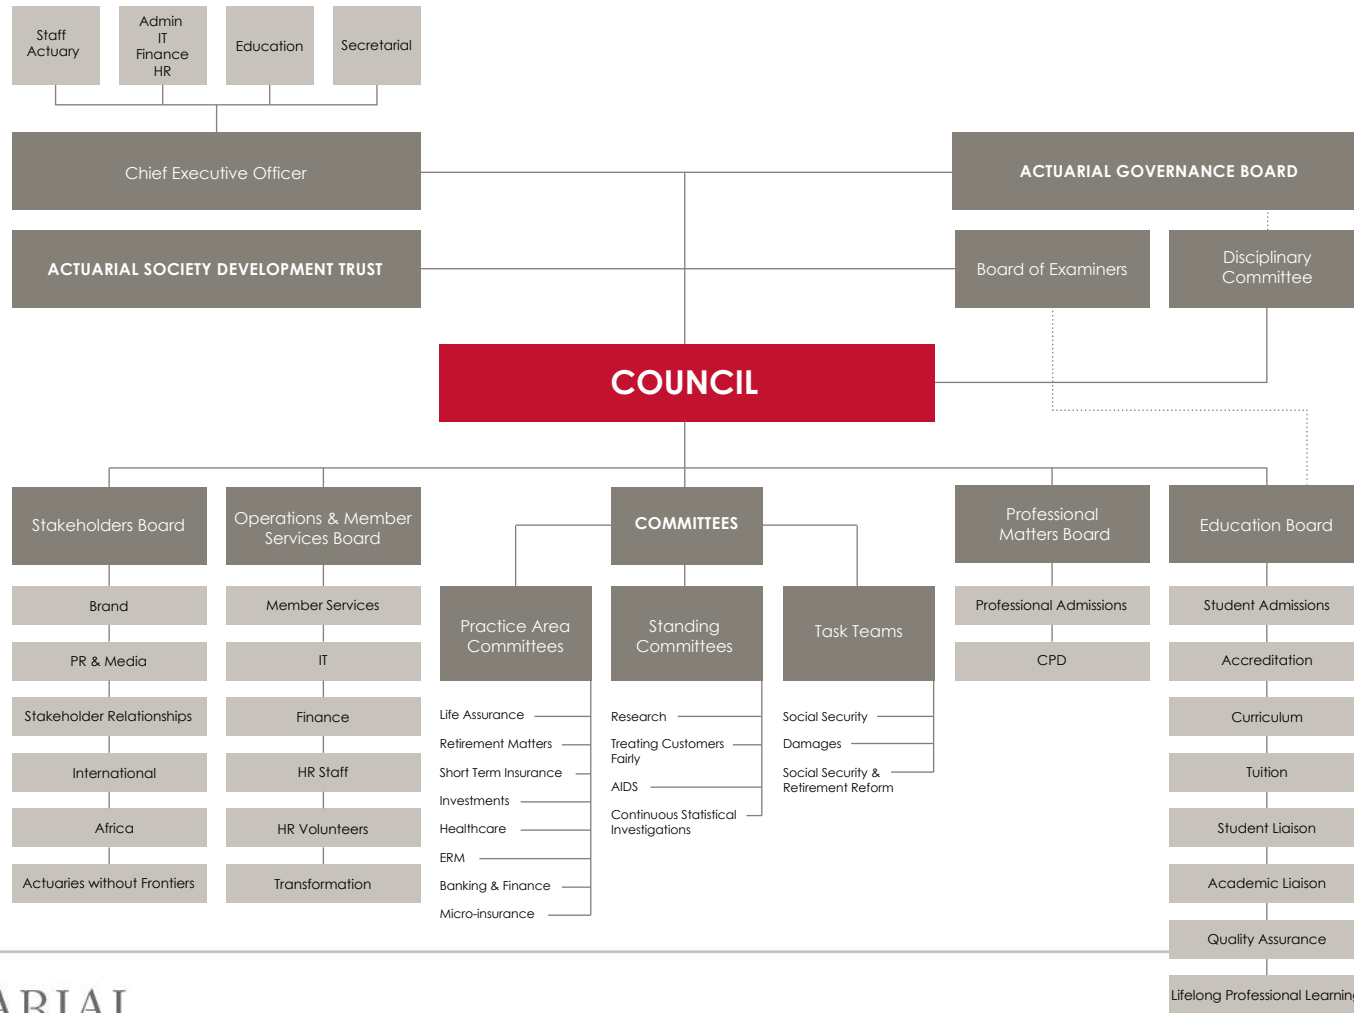 Staff
Actuary
Admin
IT
Finance
HR
Education
Secretarial
Chief Executive Officer
ACTUARIAL GOVERNANCE BOARD
ACTUARIAL SOCIETY DEVELOPMENT TRUST
Board of Examiners
Disciplinary
Committee
COUNCIL
Stakeholders Board
Brand
PR & Media
Stakeholder Relationships
International
Africa
Actuaries without Frontiers
Operations & Member
Services Board
Member Services
IT
Finance
HR Staff
HR Volunteers
Transformation
COMMITTEES
Practice Area
Committees
Life Assurance
Retirement Matters
Short Term Insurance
Investments
Healthcare
ERM
Banking & Finance
Micro-insurance
Standing
Committees
Research
Treating Customers
Fairly
AIDS
Continuous Statistical
Investigations
Task Teams
Social Security
Damages
Social Security &
Retirement Reform
Professional
Matters Board
Professional Admissions
CPD
Education Board
Student Admissions
Accreditation
Curriculum
Tuition
Student Liaison
Academic Liaison
Quality Assurance
Lifelong Professional Learning